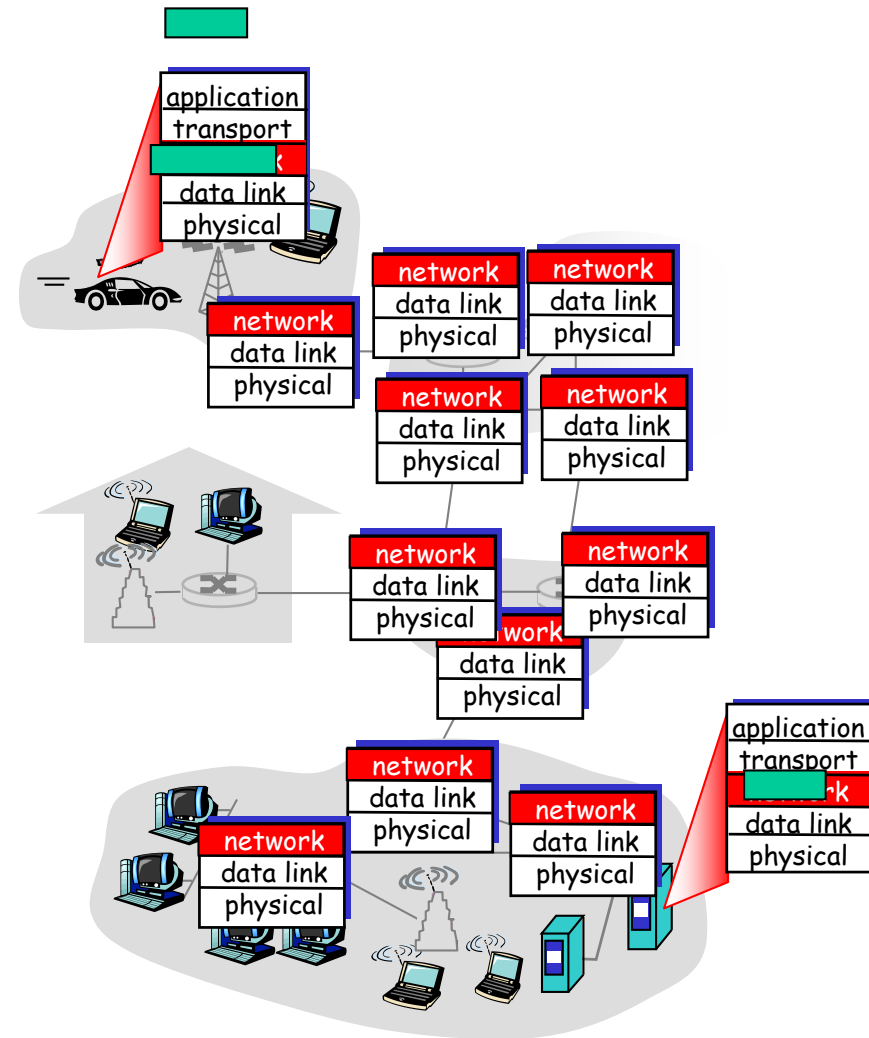 application
transport
k
data link
physical
network
data link
physical
network
data link
physical
network
data link
physical
network
data link
physical
network
data link
physical
network
data link
physical
network
data link
physical
work
data link
physical
application
transport
rk
data link
physical
network
data link
physical
network
data link
physical
network
data link
physical